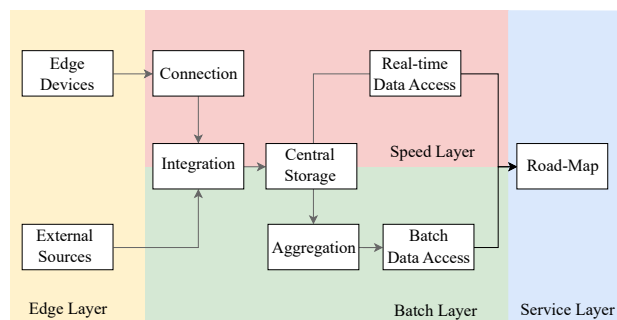 Edge
Devices
Connection
Real-time
Data Access
Integration
Central
Storage
Speed Layer
Road-Map
External
Sources
Aggregation
Batch
Data Access
Edge Layer
Batch Layer
Service Layer